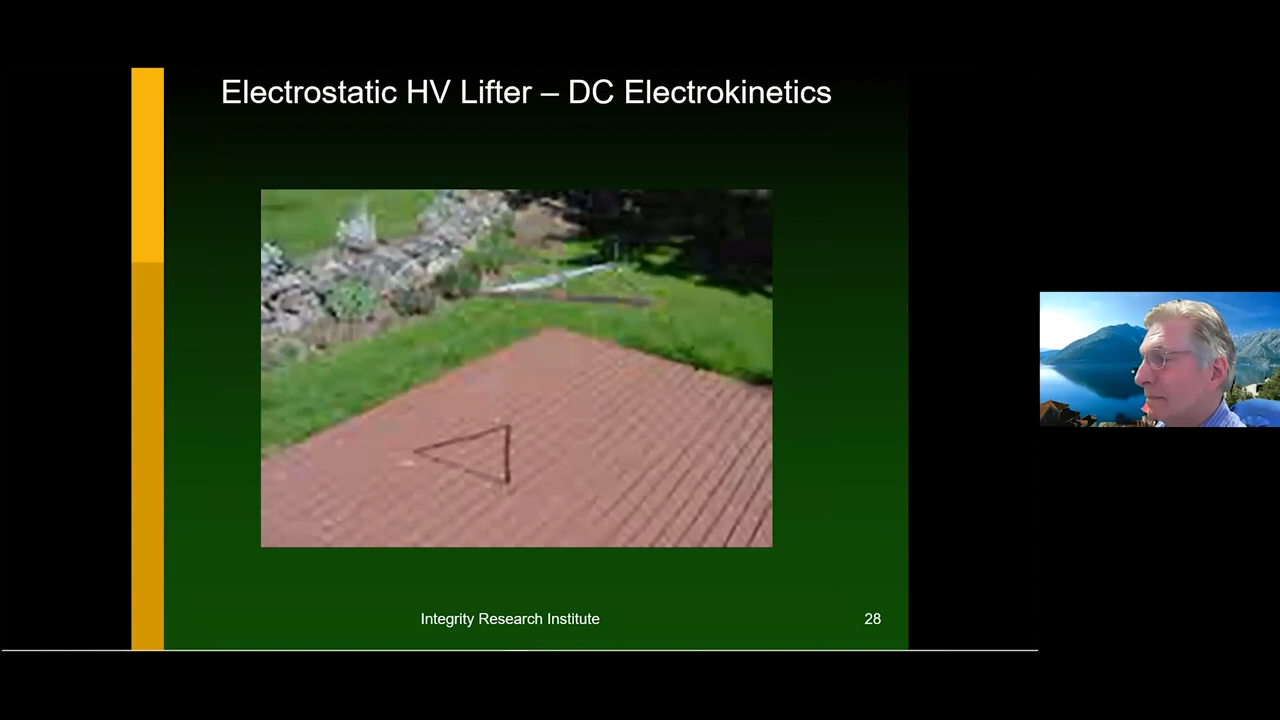 Electrostatic HV Lifter – DC Electrokinetics
Integrity Research Institute
28